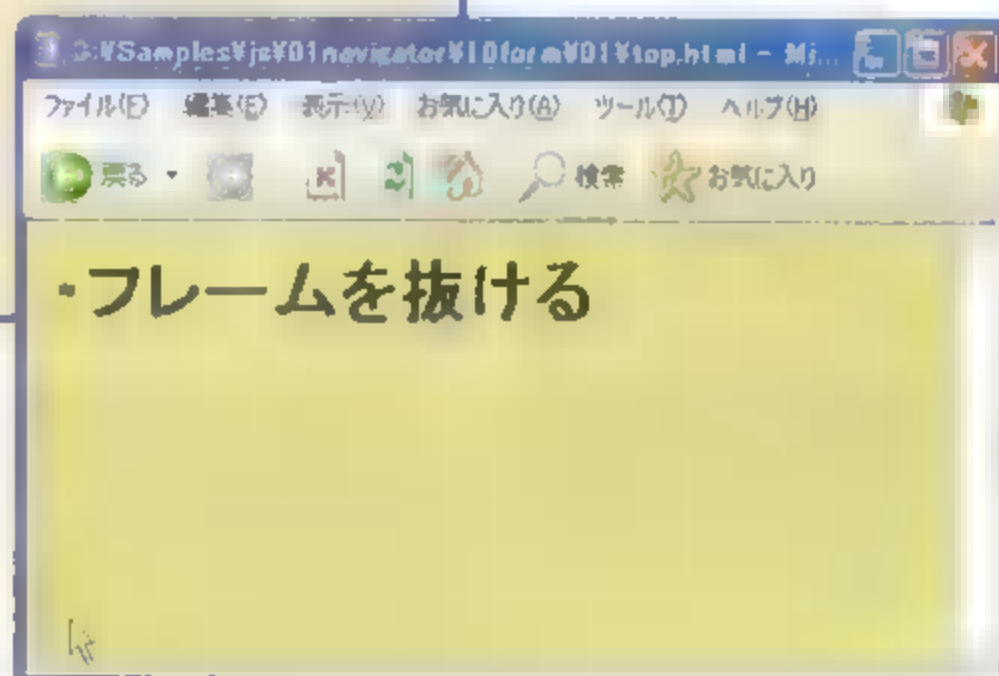 C:¥Samples¥js¥01navigator¥10form¥01¥top.html - Mi...
ファイル(F) 編集(E) 表示(V) お気に入り(A) ツール(T) ヘルプ(H)
戻る 検索 お気に入り
・フレームを抜ける